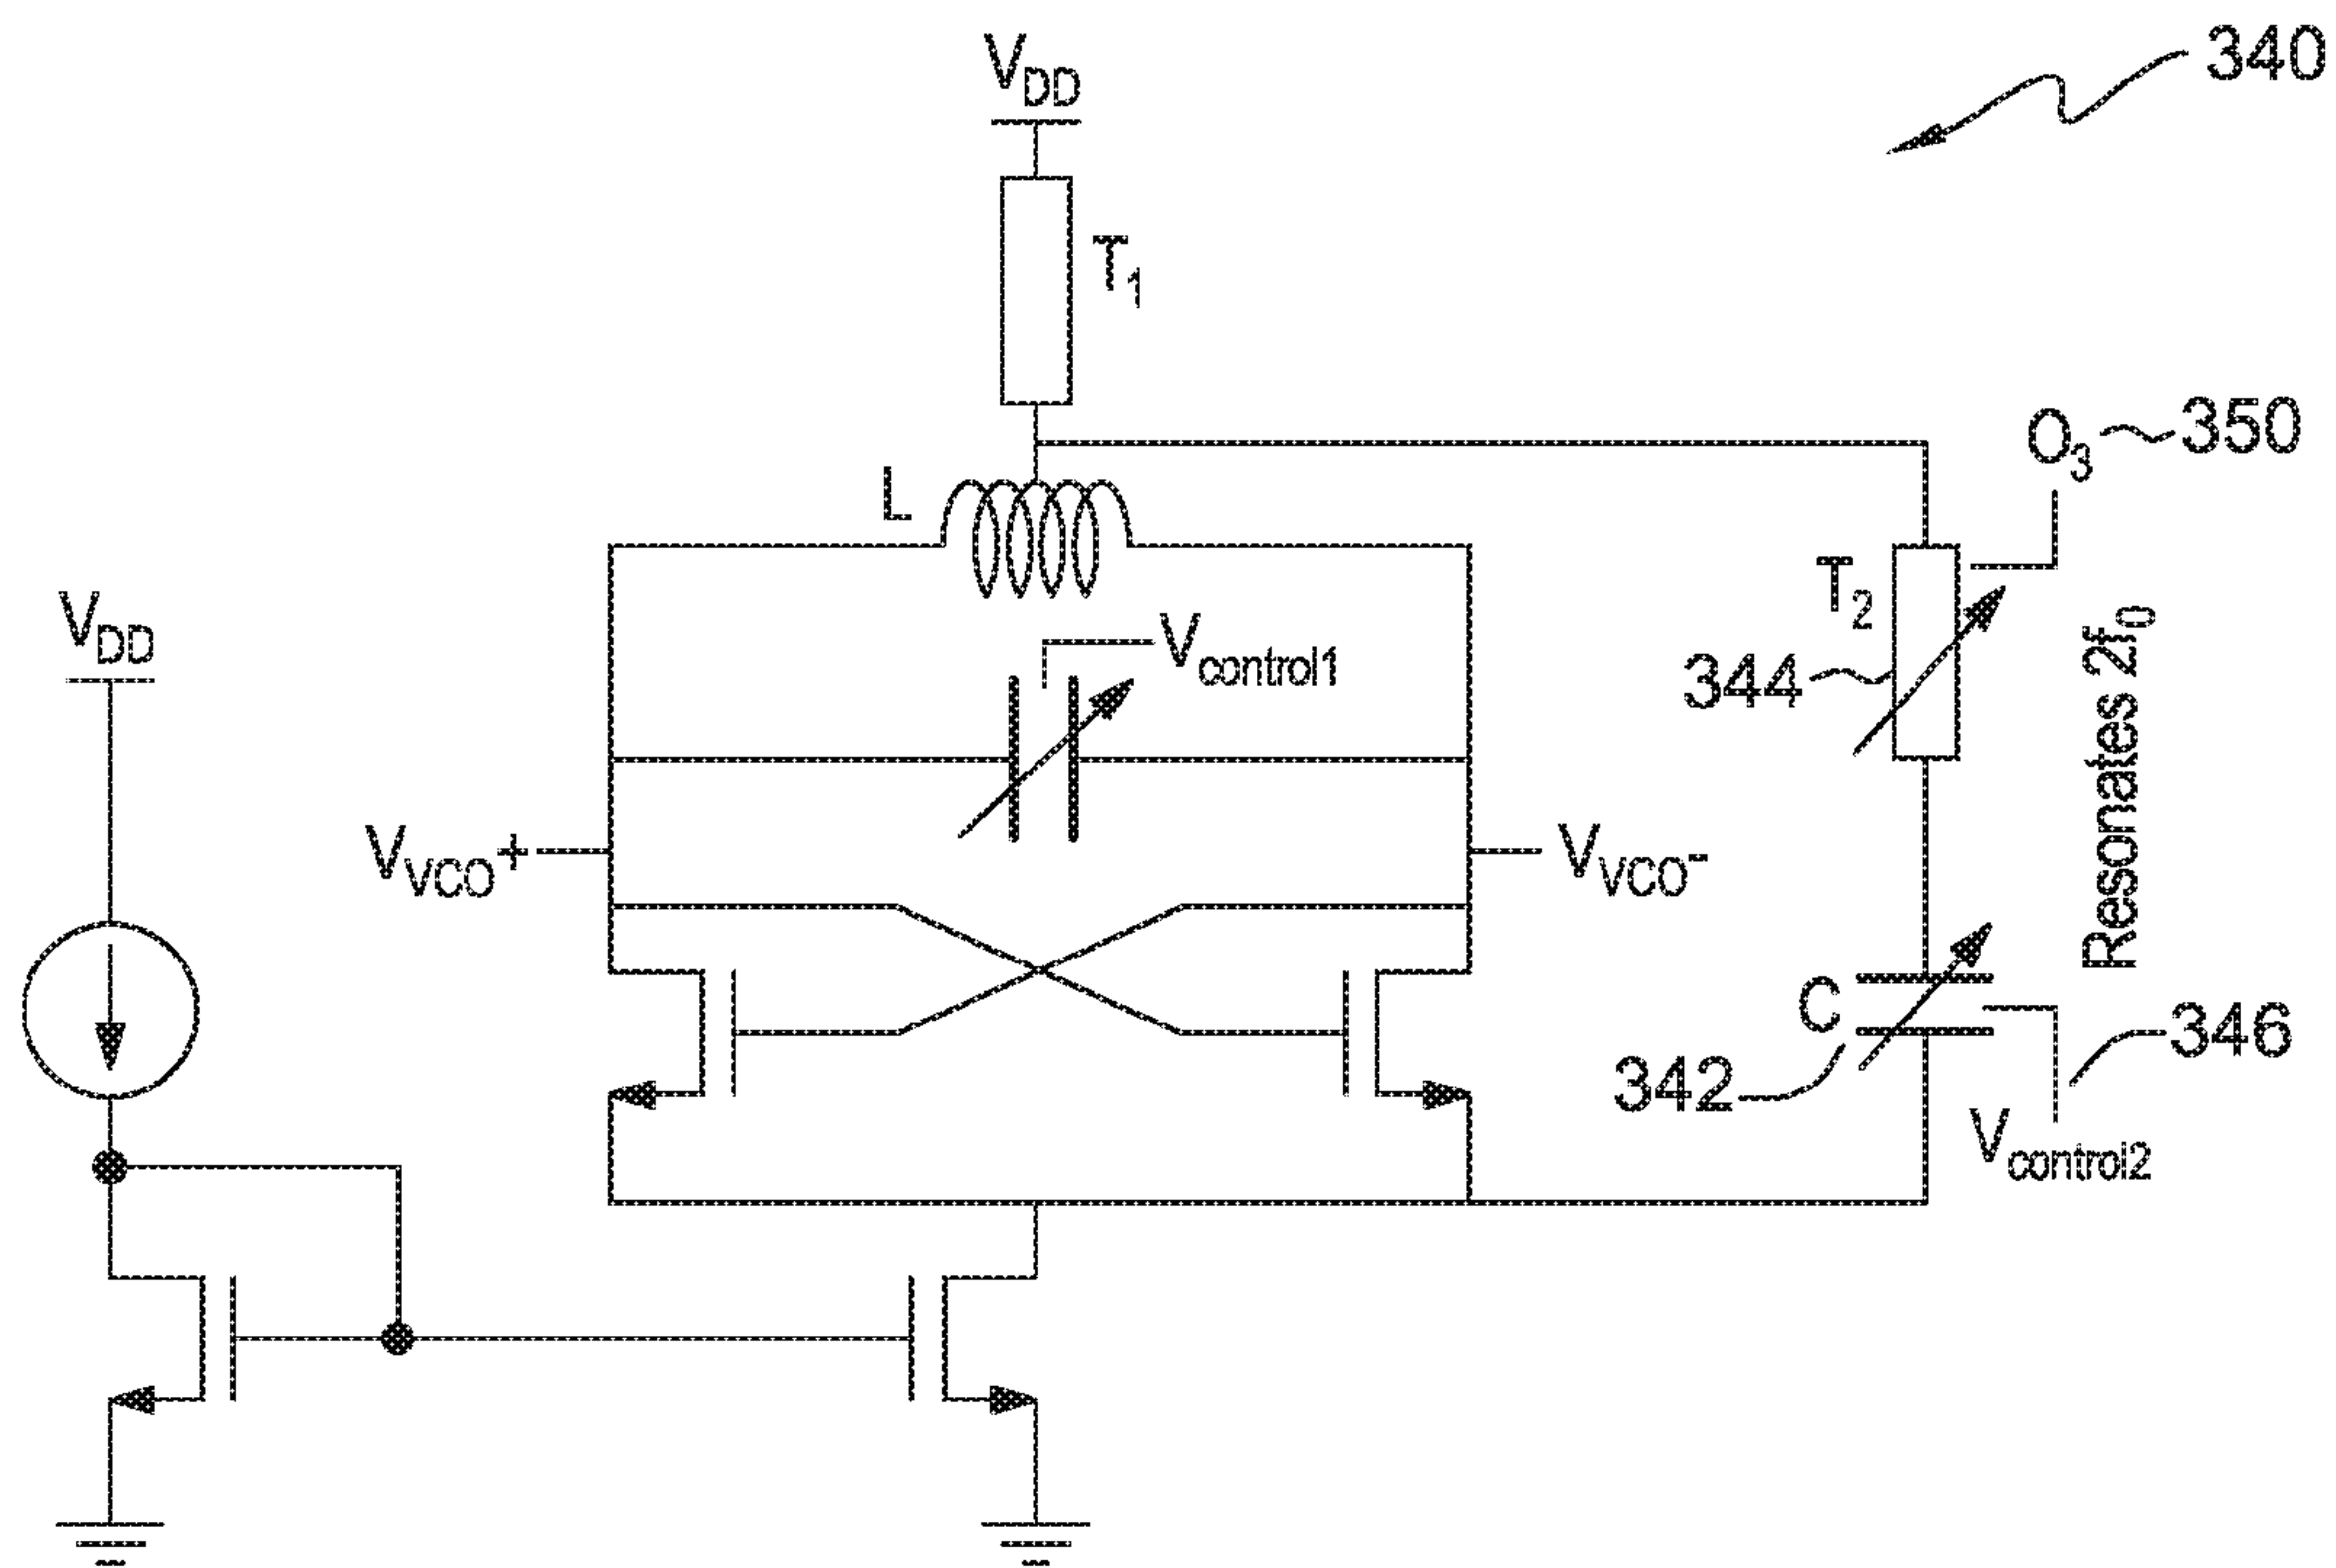 340
VDD
T1
O3 350
L
T2
VDD
Vcontrol1
344
Resonates 2f0
VVCO+
VVCO-
C
346
342
Vcontrol2